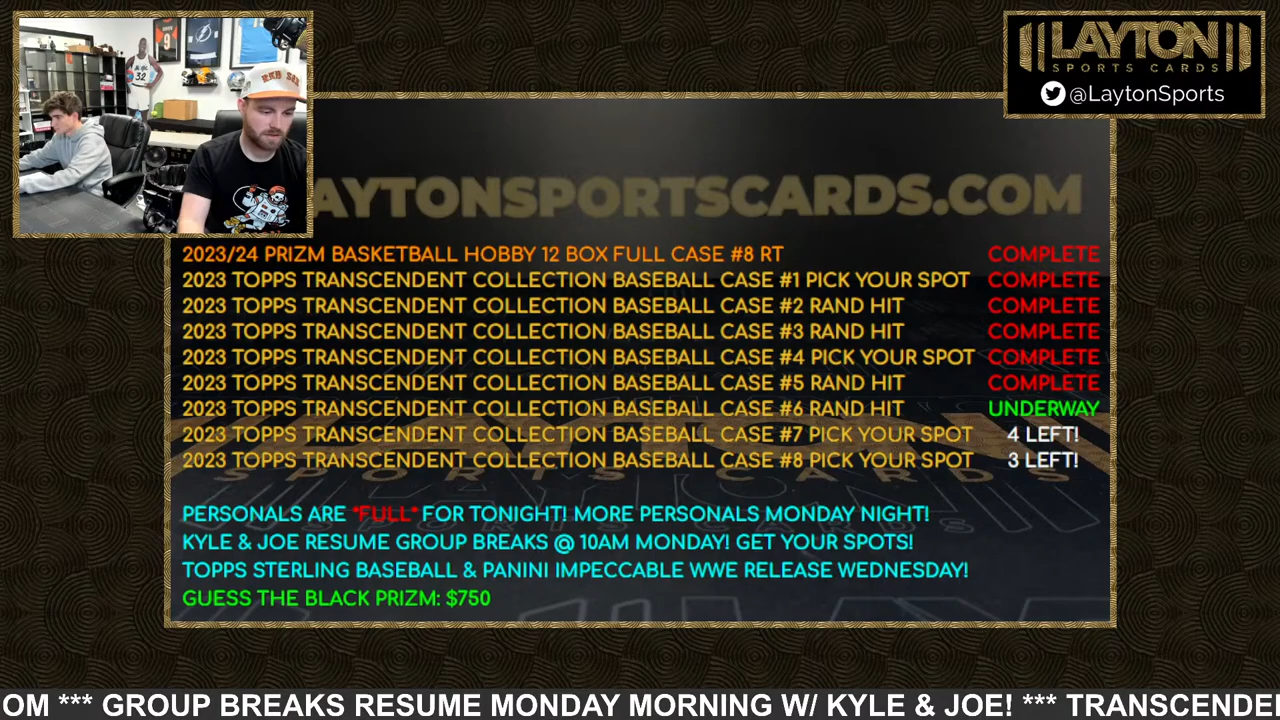 LAYTON
SPORTS CARDS
@LaytonSports
AYTONSPORTSCARDS.COM
2023/24 PRIZM BASKETBALL HOBBY 12 BOX FULL CASE #8 RT COMPLETE
2023 TOPPS TRANSCENDENT COLLECTION BASEBALL CASE #1 PICK YOUR SPOT COMPLETE
2023 TOPPS TRANSCENDENT COLLECTION BASEBALL CASE #2 RAND HIT COMPLETE
2023 TOPPS TRANSCENDENT COLLECTION BASEBALL CASE #3 RAND HIT COMPLETE
2023 TOPPS TRANSCENDENT COLLECTION BASEBALL CASE #4 PICK YOUR SPOT COMPLETE
2023 TOPPS TRANSCENDENT COLLECTION BASEBALL CASE #5 RAND HIT COMPLETE
2023 TOPPS TRANSCENDENT COLLECTION BASEBALL CASE #6 RAND HIT UNDERWAY
2023 TOPPS TRANSCENDENT COLLECTION BASEBALL CASE #7 PICK YOUR SPOT 4 LEFT!
2023 TOPPS TRANSCENDENT COLLECTION BASEBALL CASE #8 PICK YOUR SPOT 3 LEFT!
SPORTS CARDS
PERSONALS ARE *FULL* FOR TONIGHT! MORE PERSONALS MONDAY NIGHT!
KYLE & JOE RESUME GROUP BREAKS @ 10AM MONDAY! GET YOUR SPOTS!
TOPPS STERLING BASEBALL & PANINI IMPECCABLE WWE RELEASE WEDNESDAY!
GUESS THE BLACK PRIZM: $750
OM *** GROUP BREAKS RESUME MONDAY MORNING W/ KYLE & JOE! *** TRANSCENDE